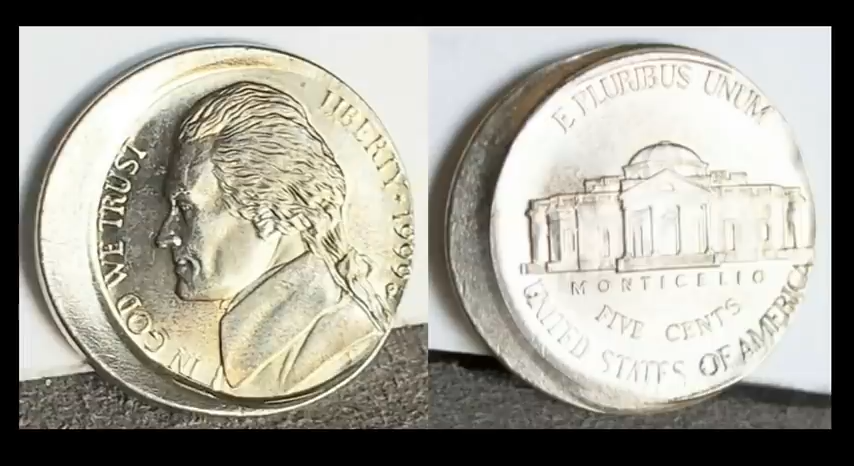 IN GOD WE TRUST
LIBERTY · 1999
E PLURIBUS UNUM
MONTICELLO
FIVE CENTS
UNITED STATES OF AMERICA